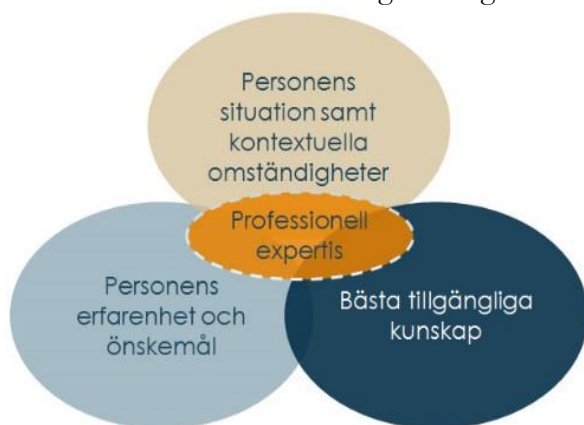 Personens
situation samt
kontextuella
omständigheter
Professionell
expertis
Personens
erfarenhet och
önskemål
Bästa tillgängliga
kunskap